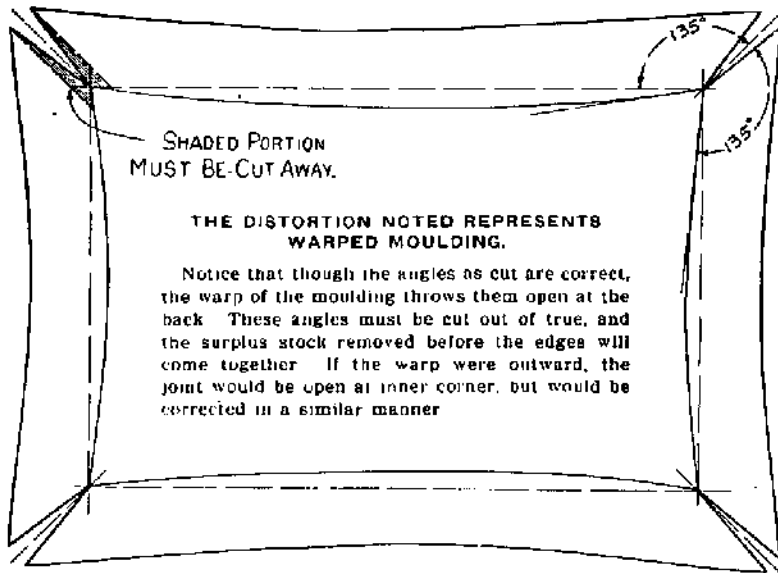 135°
135°
SHADED PORTION
MUST BE-CUT AWAY.
THE DISTORTION NOTED REPRESENTS
WARPED MOULDING.
Notice that though the angles as cut are correct,
the warp of the moulding throws them open at the
back These angles must be cut out of true, and
the surplus stock removed before the edges will
come together If the warp were outward, the
joint would be open at inner corner, but would be
corrected in a similar manner